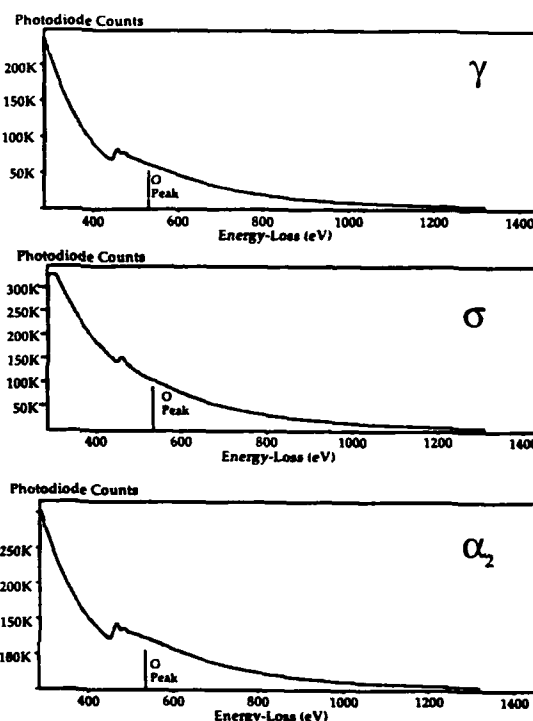 Photodiode Counts
γ
200K
150K
100K
50K
O
Peak
400 600 800 1000 1200 1400
Energy-Loss (eV)
Photodiode Counts
σ
300K
250K
200K
150K
100K
50K
O
Peak
400 600 800 1000 1200 1400
Energy-Loss (eV)
Photodiode Counts
α₂
250K
200K
150K
100K
O
Peak
400 600 800 1000 1200 1400
Energy-Loss (eV)